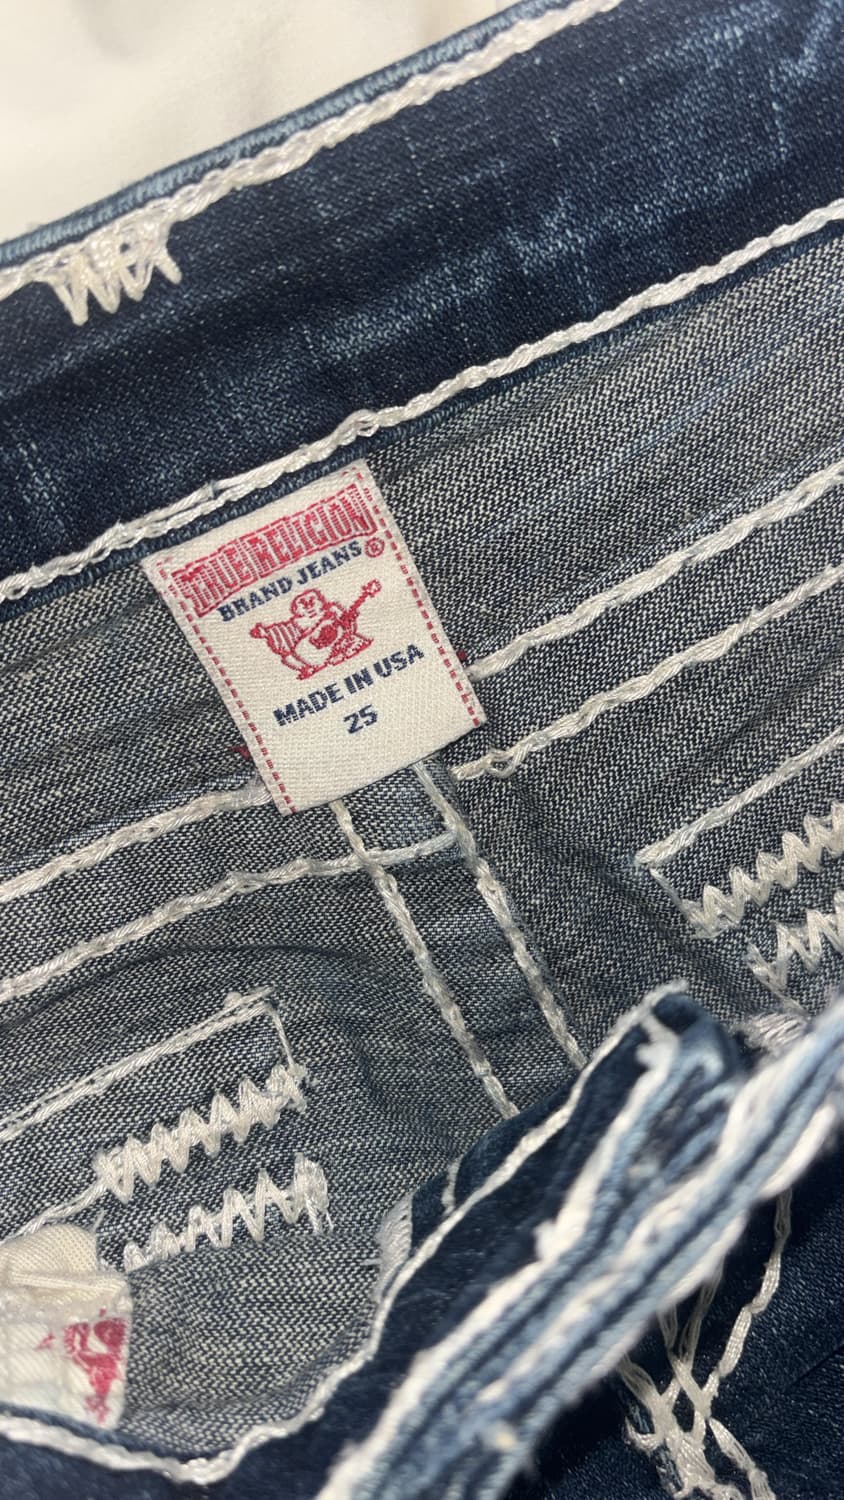 TRUE RELIGION
BRAND JEANS®
MADE IN USA
25